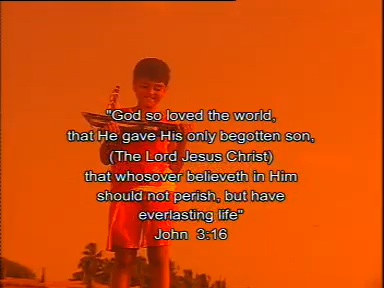 "God so loved the world,
that He gave His only begotten son,
(The Lord Jesus Christ)
that whosover believeth in Him
should not perish, but have
everlasting life"
John 3:16